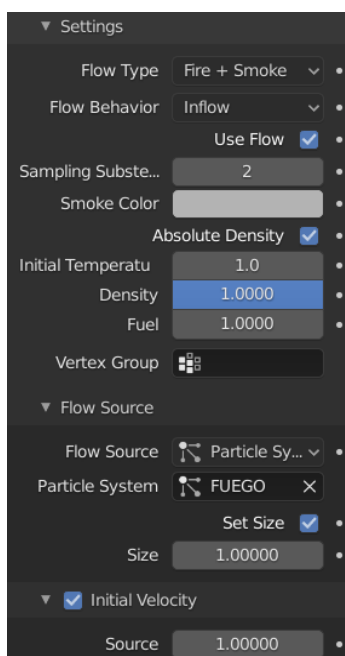 Settings
Flow Type Fire + Smoke
Flow Behavior Inflow
Use Flow
Sampling Subste... 2
Smoke Color
Absolute Density
Initial Temperatu 1.0
Density 1.0000
Fuel 1.0000
Vertex Group
Flow Source
Flow Source Particle Sy...
Particle System FUEGO
Set Size
Size 1.00000
Initial Velocity
Source 1.00000